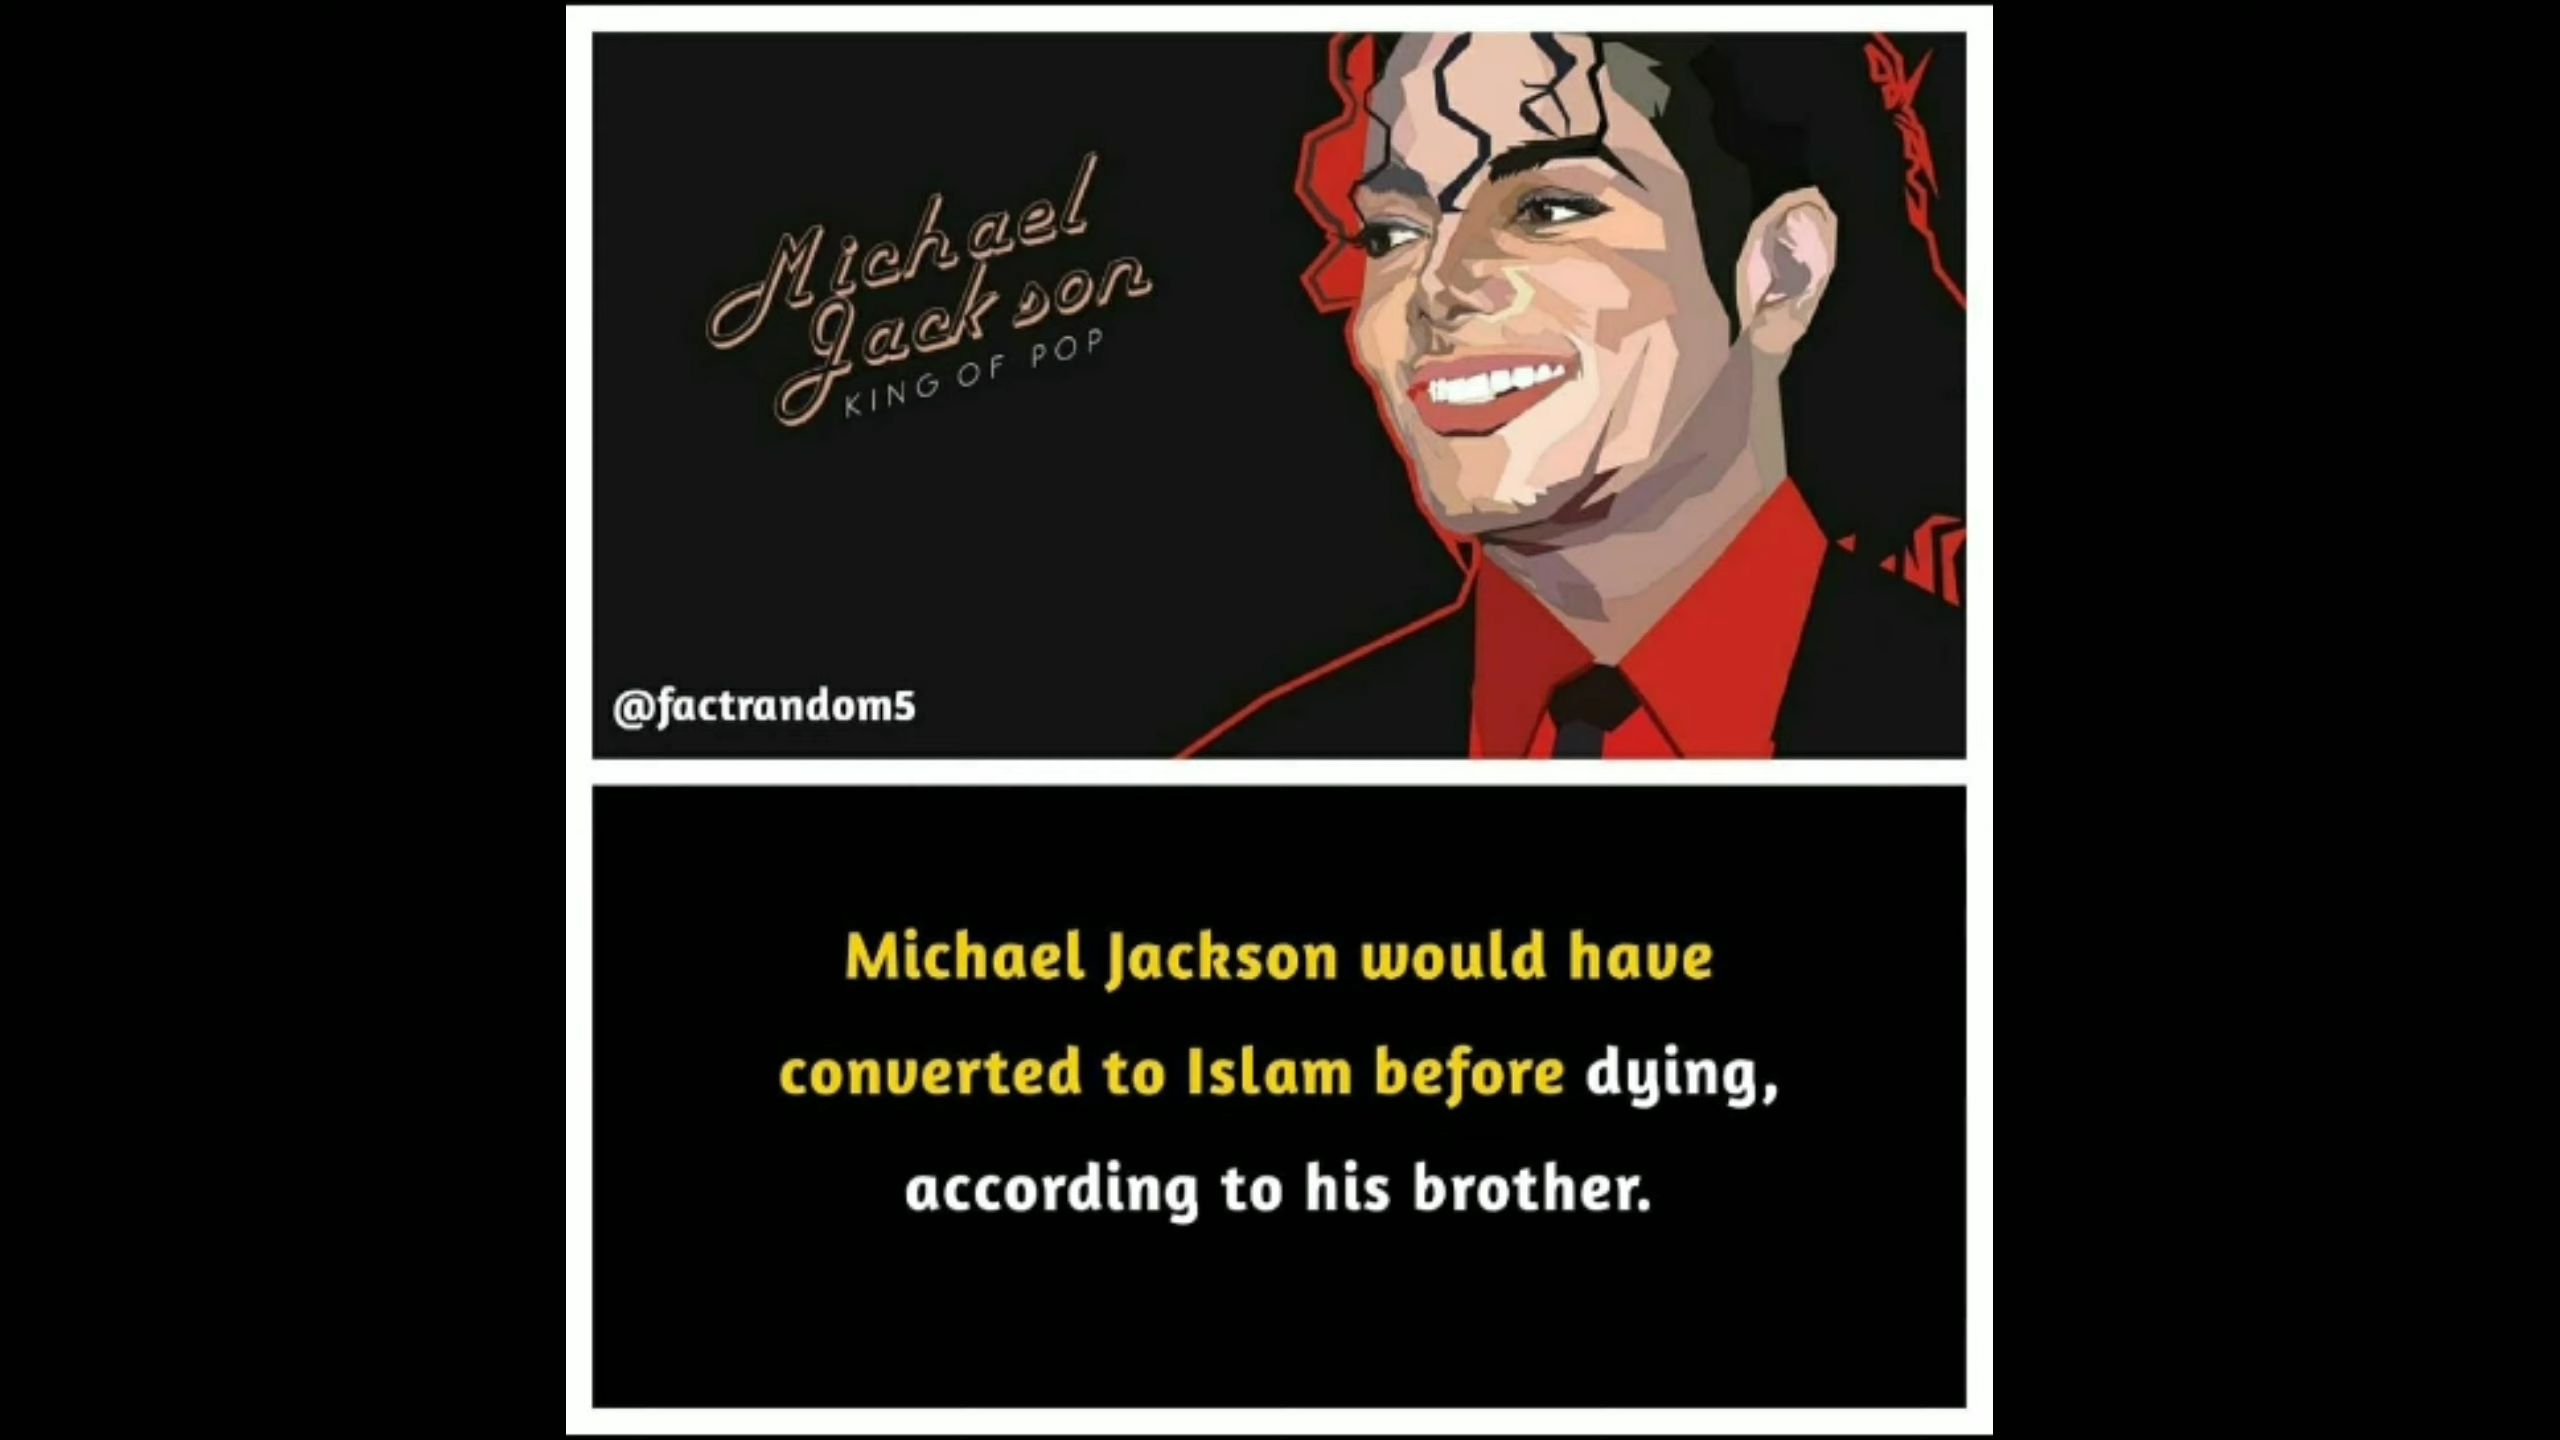 Michael
Jackson
KING OF POP
@factrandom5
Michael Jackson would have
converted to Islam before dying,
according to his brother.